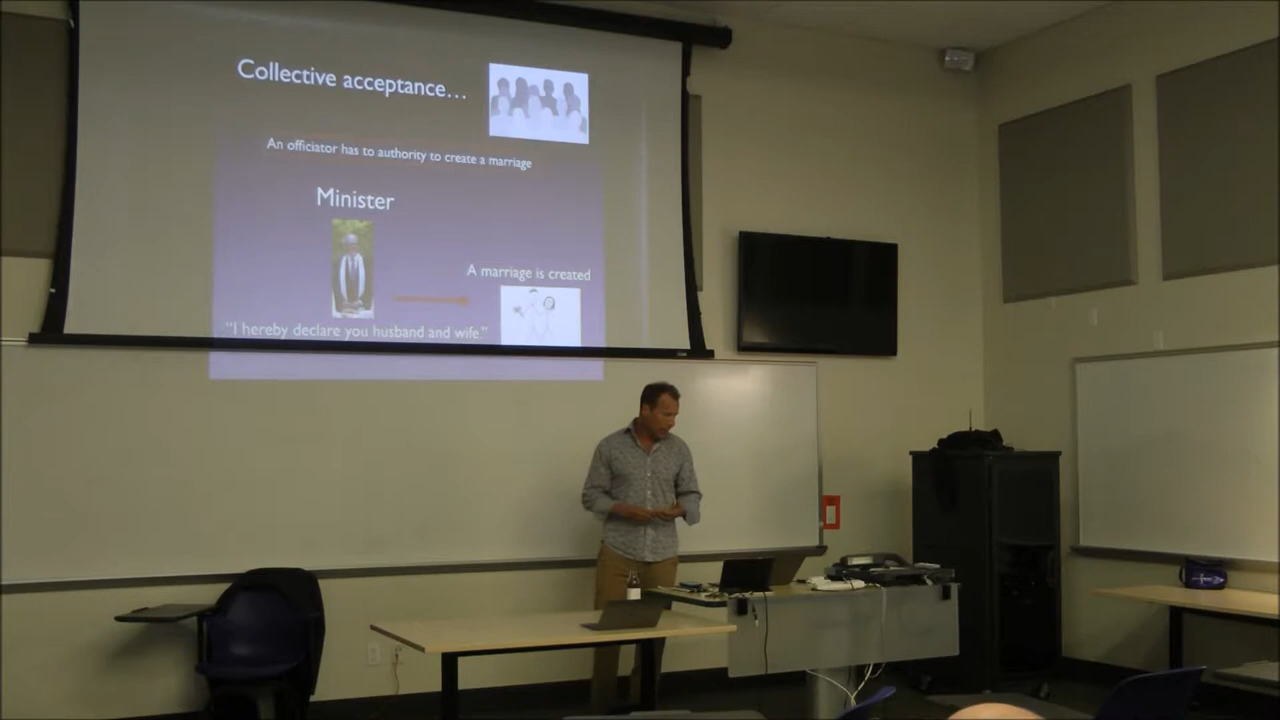 Collective acceptance...
An officiator has to authority to create a marriage
Minister
A marriage is created
"I hereby declare you husband and wife."